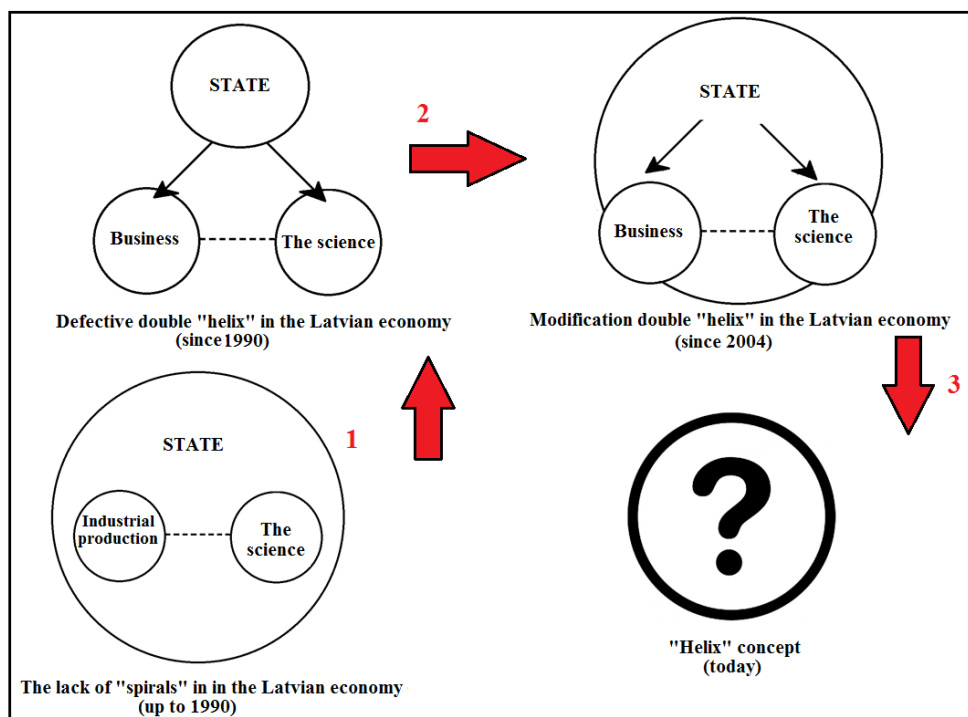 STATE
Business
The science
Defective double "helix" in the Latvian economy
(since 1990)
2
STATE
Business
The
science
Modification double "helix" in the Latvian economy
(since 2004)
1
STATE
Industrial
production
The
science
The lack of "spirals" in in the Latvian economy
(up to 1990)
3
?
"Helix" concept
(today)